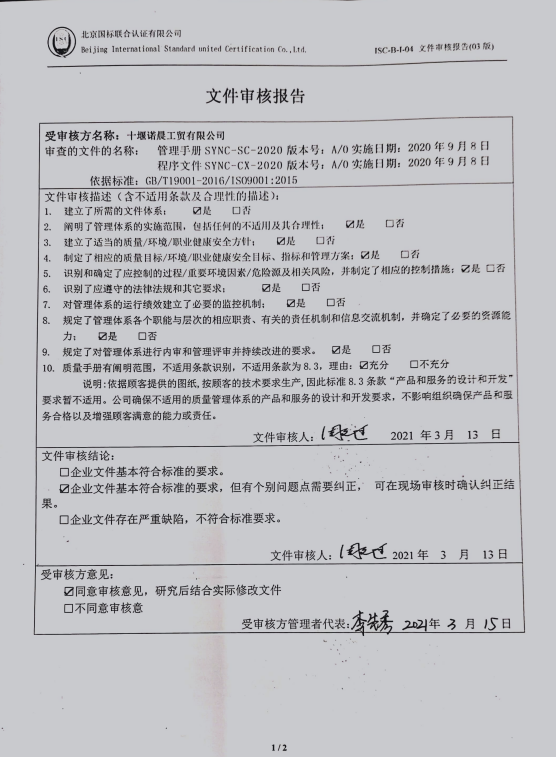 ISC
北京国标联合认证有限公司
Beijing International Standard united Certification Co.,Ltd.
ISC-B-I-04 文件审核报告(03版)
文件审核报告
受审核方名称：十堰诺晨工贸有限公司
审查的文件的名称： 管理手册 SYNC-SC-2020 版本号：A/0 实施日期：2020 年 9 月 8 日
程序文件 SYNC-CX-2020 版本号：A/0 实施日期：2020 年 9 月 8 日
依据标准：GB/T19001-2016/ISO9001:2015
文件审核描述（含不适用条款及合理性的描述）：
1. 建立了所需的文件体系； ☑是 □否
2. 阐明了管理体系的实施范围，包括任何的不适用及其合理性； ☑是 □否
3. 建立了适当的质量/环境/职业健康安全方针； ☑是 □否
4. 制定了相应的质量目标/环境/职业健康安全目标、指标和管理方案；☑是 □否
5. 识别和确定了应控制的过程/重要环境因素/危险源及相关风险，并制定了相应的控制措施；☑是 □否
6. 识别了应遵守的法律法规和其它要求； ☑是 □否
7. 对管理体系的运行绩效建立了必要的监控机制； ☑是 □否
8. 规定了管理体系各个职能与层次的相应职责、有关的责任机制和信息交流机制，并确定了必要的资源能
力； ☑是 □否
9. 规定了对管理体系进行内审和管理评审并持续改进的要求。 ☑是 □否
10. 质量手册有阐明范围，不适用条款识别，不适用条款为 8.3，理由：☑充分 □不充分
说明:依据顾客提供的图纸,按顾客的技术要求生产,因此标准 8.3 条款“产品和服务的设计和开发”
要求暂不适用。公司确保不适用的质量管理体系的产品和服务的设计和开发要求，不影响组织确保产品和服
务合格以及增强顾客满意的能力或责任。
文件审核人： 2021 年 3 月 13 日
文件审核结论：
□企业文件基本符合标准的要求。
☑企业文件基本符合标准的要求，但有个别问题点需要纠正， 可在现场审核时确认纠正结
果。
□企业文件存在严重缺陷，不符合标准要求。
文件审核人： 2021 年 3 月 13 日
受审核方意见：
☑同意审核意见，研究后结合实际修改文件
□不同意审核意
受审核方管理者代表: 2021年 3 月 15 日
1 / 2